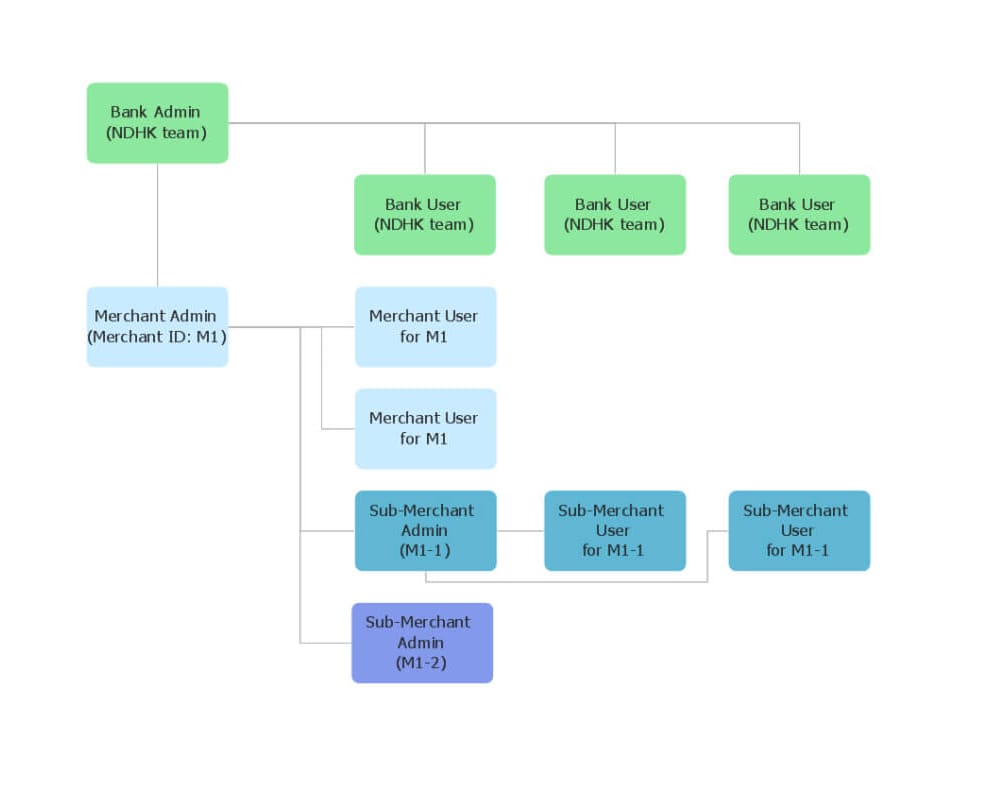 Bank Admin
(NDHK team)
Bank User
(NDHK team)
Bank User
(NDHK team)
Bank User
(NDHK team)
Merchant Admin
(Merchant ID: M1)
Merchant User
for M1
Merchant User
for M1
Sub-Merchant
Admin
(M1-1)
Sub-Merchant
User
for M1-1
Sub-Merchant
User
for M1-1
Sub-Merchant
Admin
(M1-2)